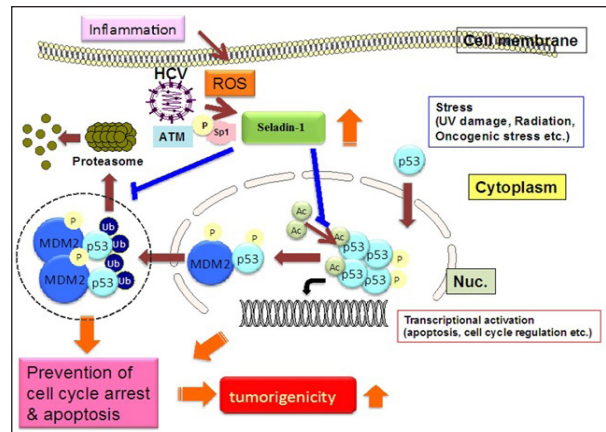 Inflammation
Cell membrane
HCV
ROS
Stress
(UV damage, Radiation,
Oncogenic stress etc.)
P
ATM
Sp1
Seladin-1
Proteasome
p53
Cytoplasm
Ac
Ac
Ac
Ac
P
P
P
P
Ub
Ub
Ub
Ub
MDM2
p53
P
MDM2
p53
MDM2
p53
p53
p53
p53
p53
P
P
Nuc.
Transcriptional activation
(apoptosis, cell cycle regulation etc.)
Prevention of
cell cycle arrest
& apoptosis
tumorigenicity